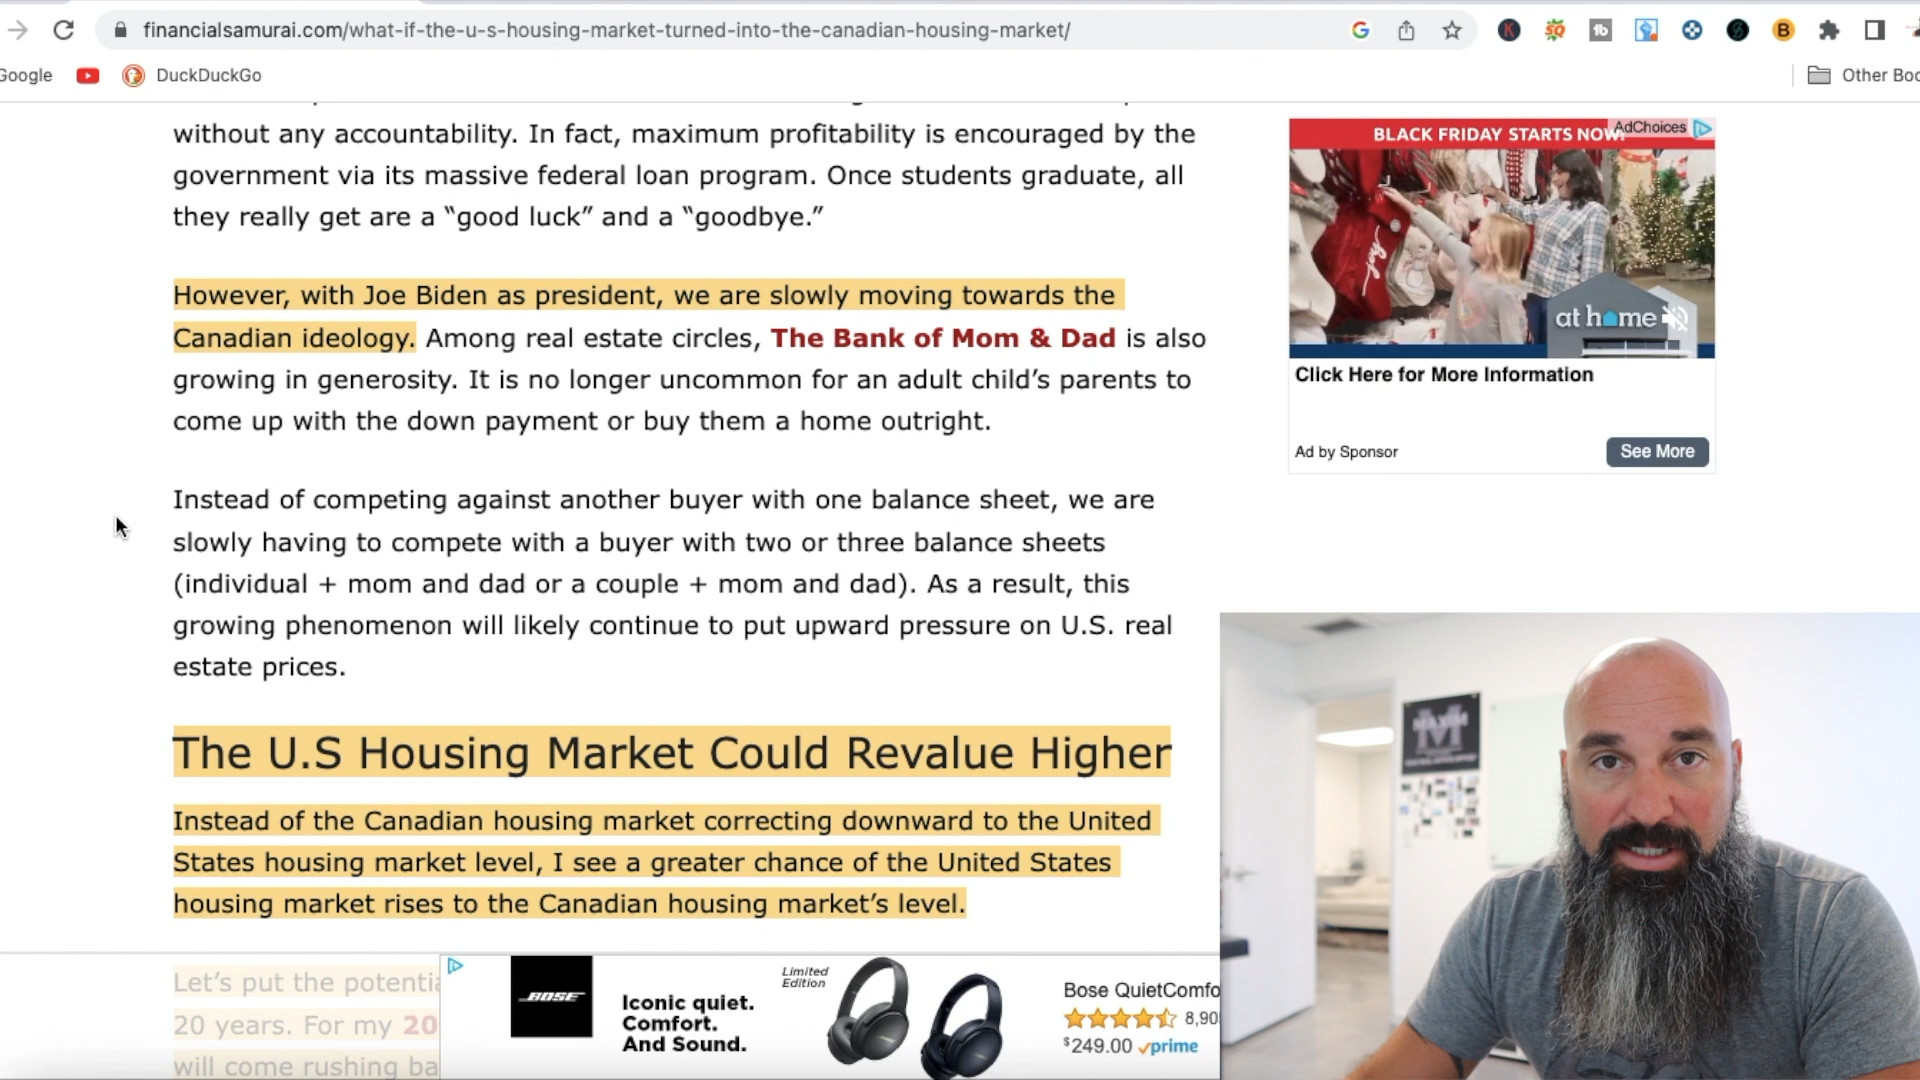 financialsamurai.com/what-if-the-u-s-housing-market-turned-into-the-canadian-housing-market/
Google
DuckDuckGo
Other Boo
without any accountability. In fact, maximum profitability is encouraged by the
government via its massive federal loan program. Once students graduate, all
they really get are a “good luck” and a “goodbye.”
However, with Joe Biden as president, we are slowly moving towards the
Canadian ideology. Among real estate circles, The Bank of Mom & Dad is also
growing in generosity. It is no longer uncommon for an adult child’s parents to
come up with the down payment or buy them a home outright.
Instead of competing against another buyer with one balance sheet, we are
slowly having to compete with a buyer with two or three balance sheets
(individual + mom and dad or a couple + mom and dad). As a result, this
growing phenomenon will likely continue to put upward pressure on U.S. real
estate prices.
The U.S Housing Market Could Revalue Higher
Instead of the Canadian housing market correcting downward to the United
States housing market level, I see a greater chance of the United States
housing market rises to the Canadian housing market’s level.
Let’s put the potentia
20 years. For my 20
will come rushing ba
BLACK FRIDAY STARTS NOW!
AdChoices
at home
Click Here for More Information
Ad by Sponsor
See More
BOSE
Iconic quiet.
Comfort.
And Sound.
Limited
Edition
Bose QuietComfo
8,90
$249.00 prime